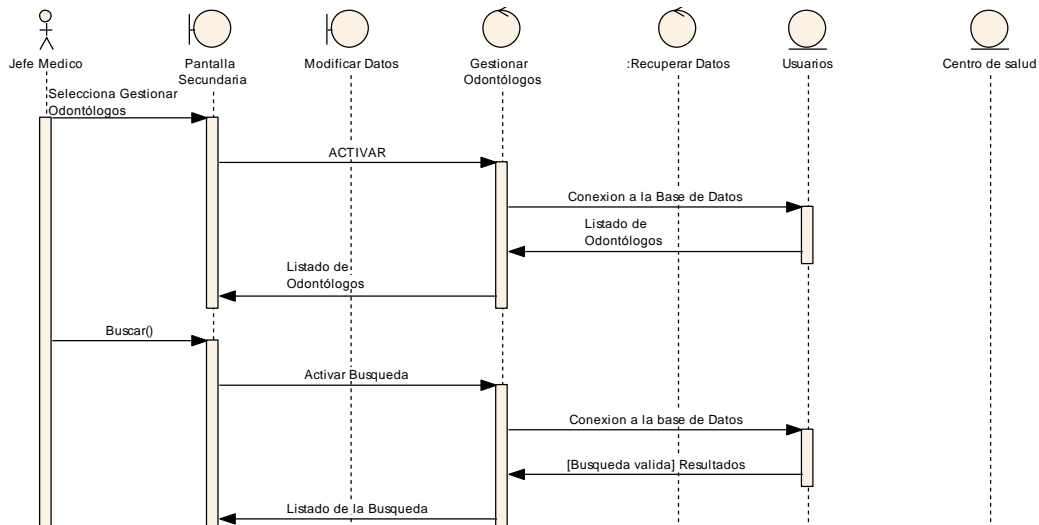 Jefe Medico
Pantalla
Secundaria
Modificar Datos
Gestionar
Odontólogos
:Recuperar Datos
Usuarios
Centro de salud
Selecciona Gestionar
Odontólogos
ACTIVAR
Conexion a la Base de Datos
Listado de
Odontólogos
Listado de
Odontólogos
Buscar()
Activar Busqueda
Conexion a la base de Datos
[Busqueda valida] Resultados
Listado de la Busqueda